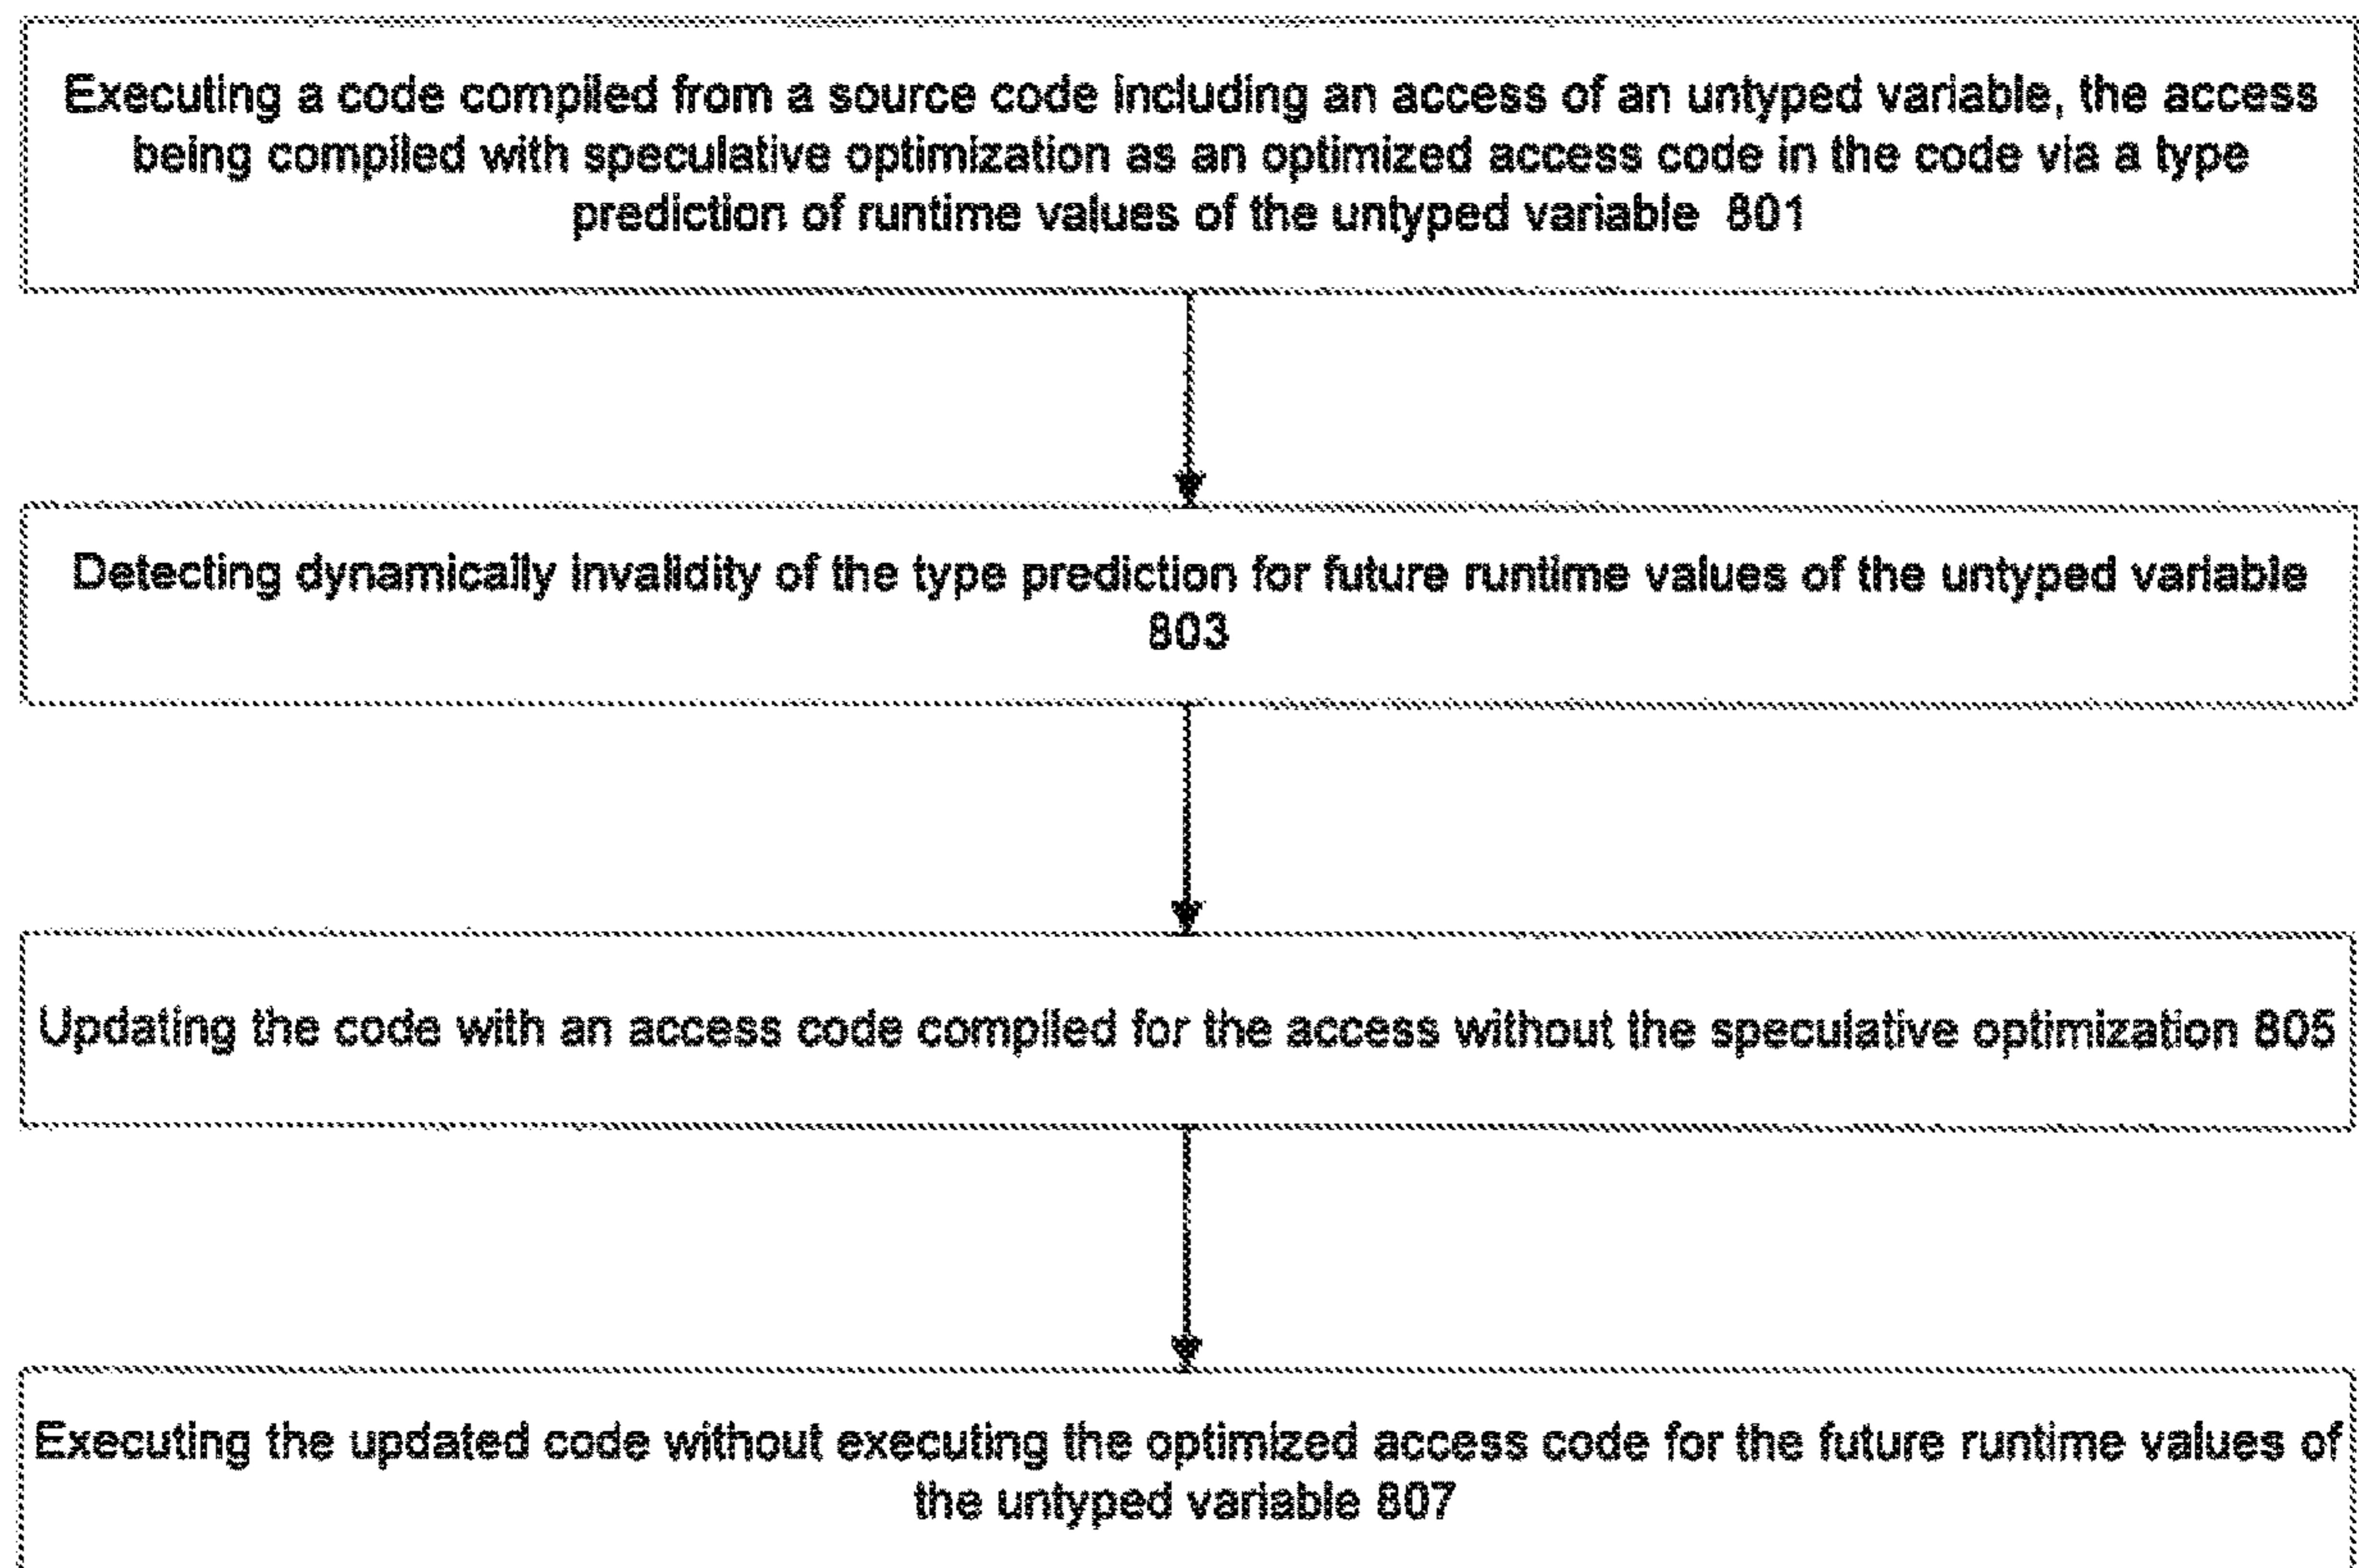 Executing a code compiled from a source code including an access of an untyped variable, the access
being compiled with speculative optimization as an optimized access code in the code via a type
prediction of runtime values of the untyped variable 801
Detecting dynamically invalidity of the type prediction for future runtime values of the untyped variable
803
Updating the code with an access code compiled for the access without the speculative optimization 805
Executing the updated code without executing the optimized access code for the future runtime values of
the untyped variable 807